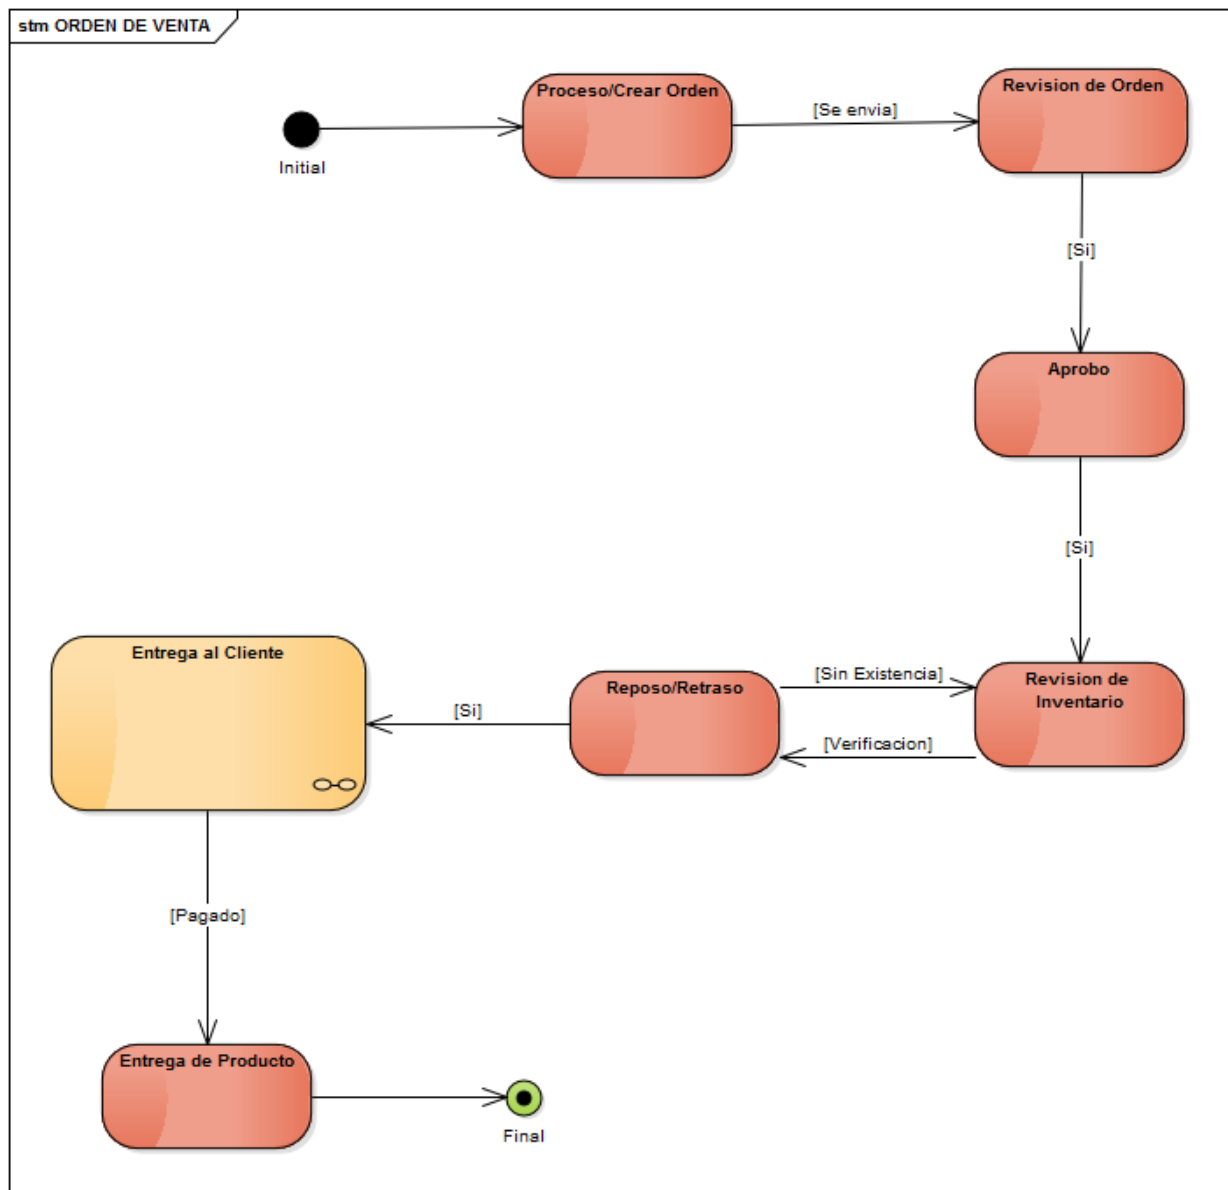 stm ORDEN DE VENTA
Proceso/Crear Orden
[Se envia]
Revision de Orden
Initial
[Si]
Aprobo
[Si]
Entrega al Cliente
Reposo/Retraso
[Sin Existencia]
Revision de
Inventario
[Si]
[Verificacion]
[Pagado]
Entrega de Producto
Final